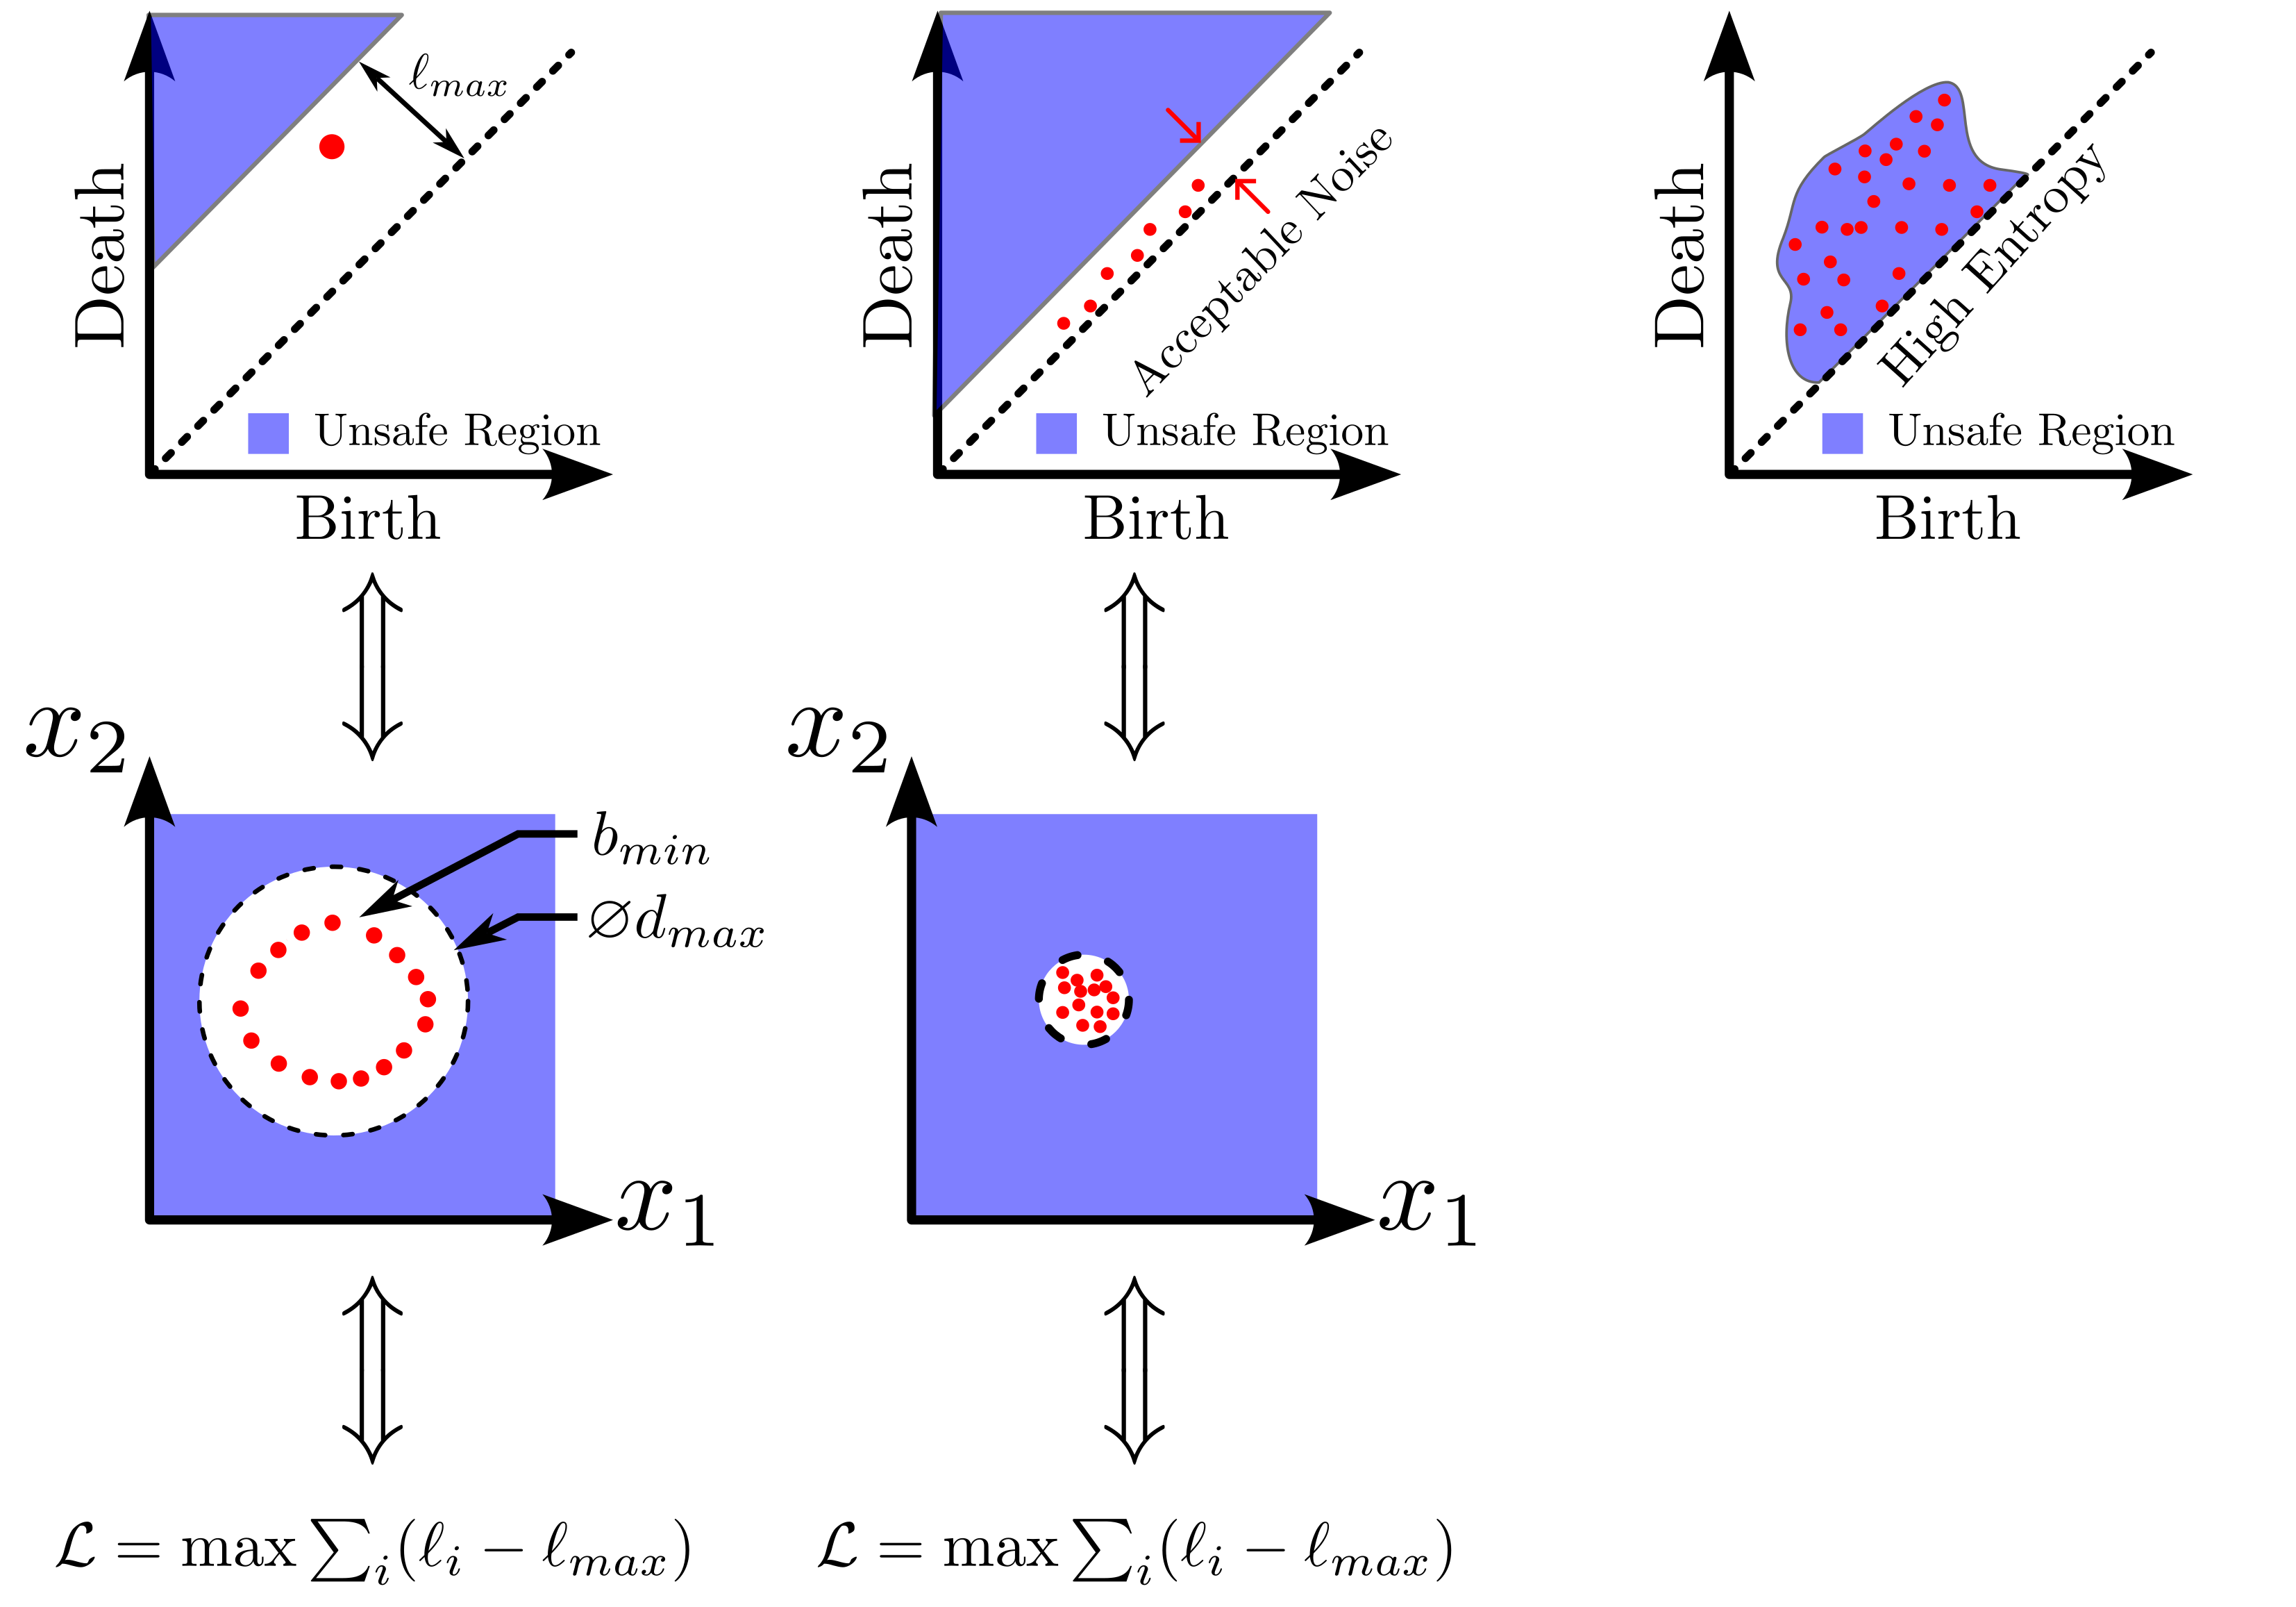 Death
ℓ_max
Unsafe Region
Birth
Death
Acceptable Noise
Unsafe Region
Birth
Death
High Entropy
Unsafe Region
Birth
x_2
b_min
∅d_max
x_1
x_2
x_1
ℒ = max ∑_i(ℓ_i − ℓ_max)
ℒ = max ∑_i(ℓ_i − ℓ_max)